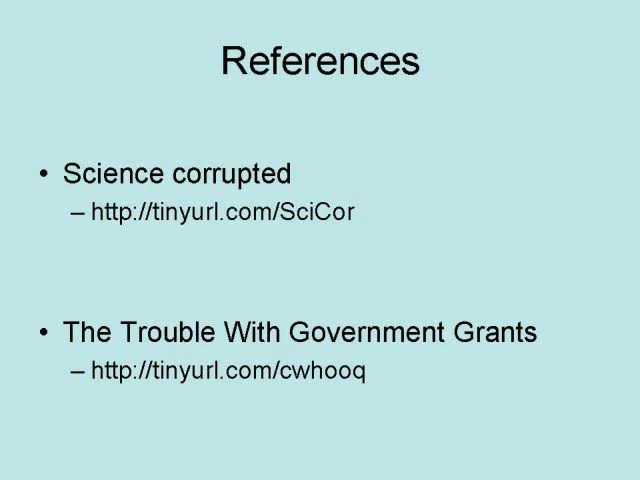 References
• Science corrupted
– http://tinyurl.com/SciCor
• The Trouble With Government Grants
– http://tinyurl.com/cwhooq